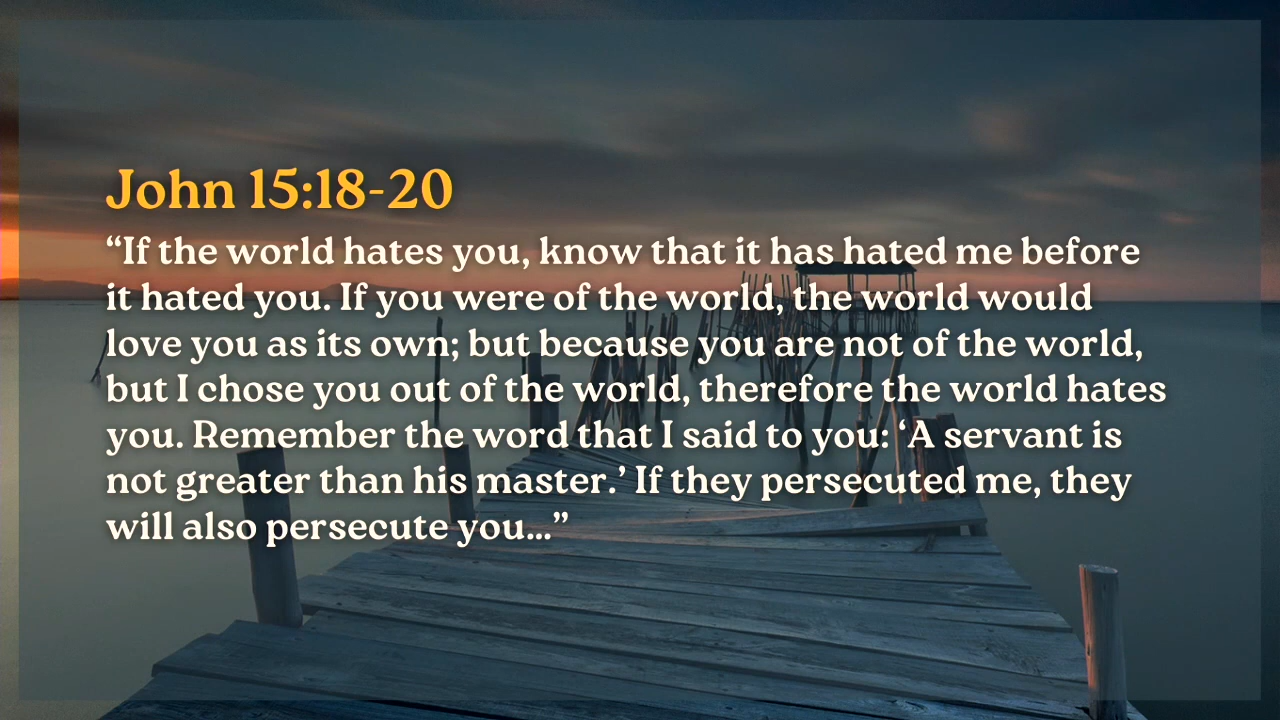 John 15:18-20
“If the world hates you, know that it has hated me before
it hated you. If you were of the world, the world would
love you as its own; but because you are not of the world,
but I chose you out of the world, therefore the world hates
you. Remember the word that I said to you: ‘A servant is
not greater than his master.’ If they persecuted me, they
will also persecute you...”